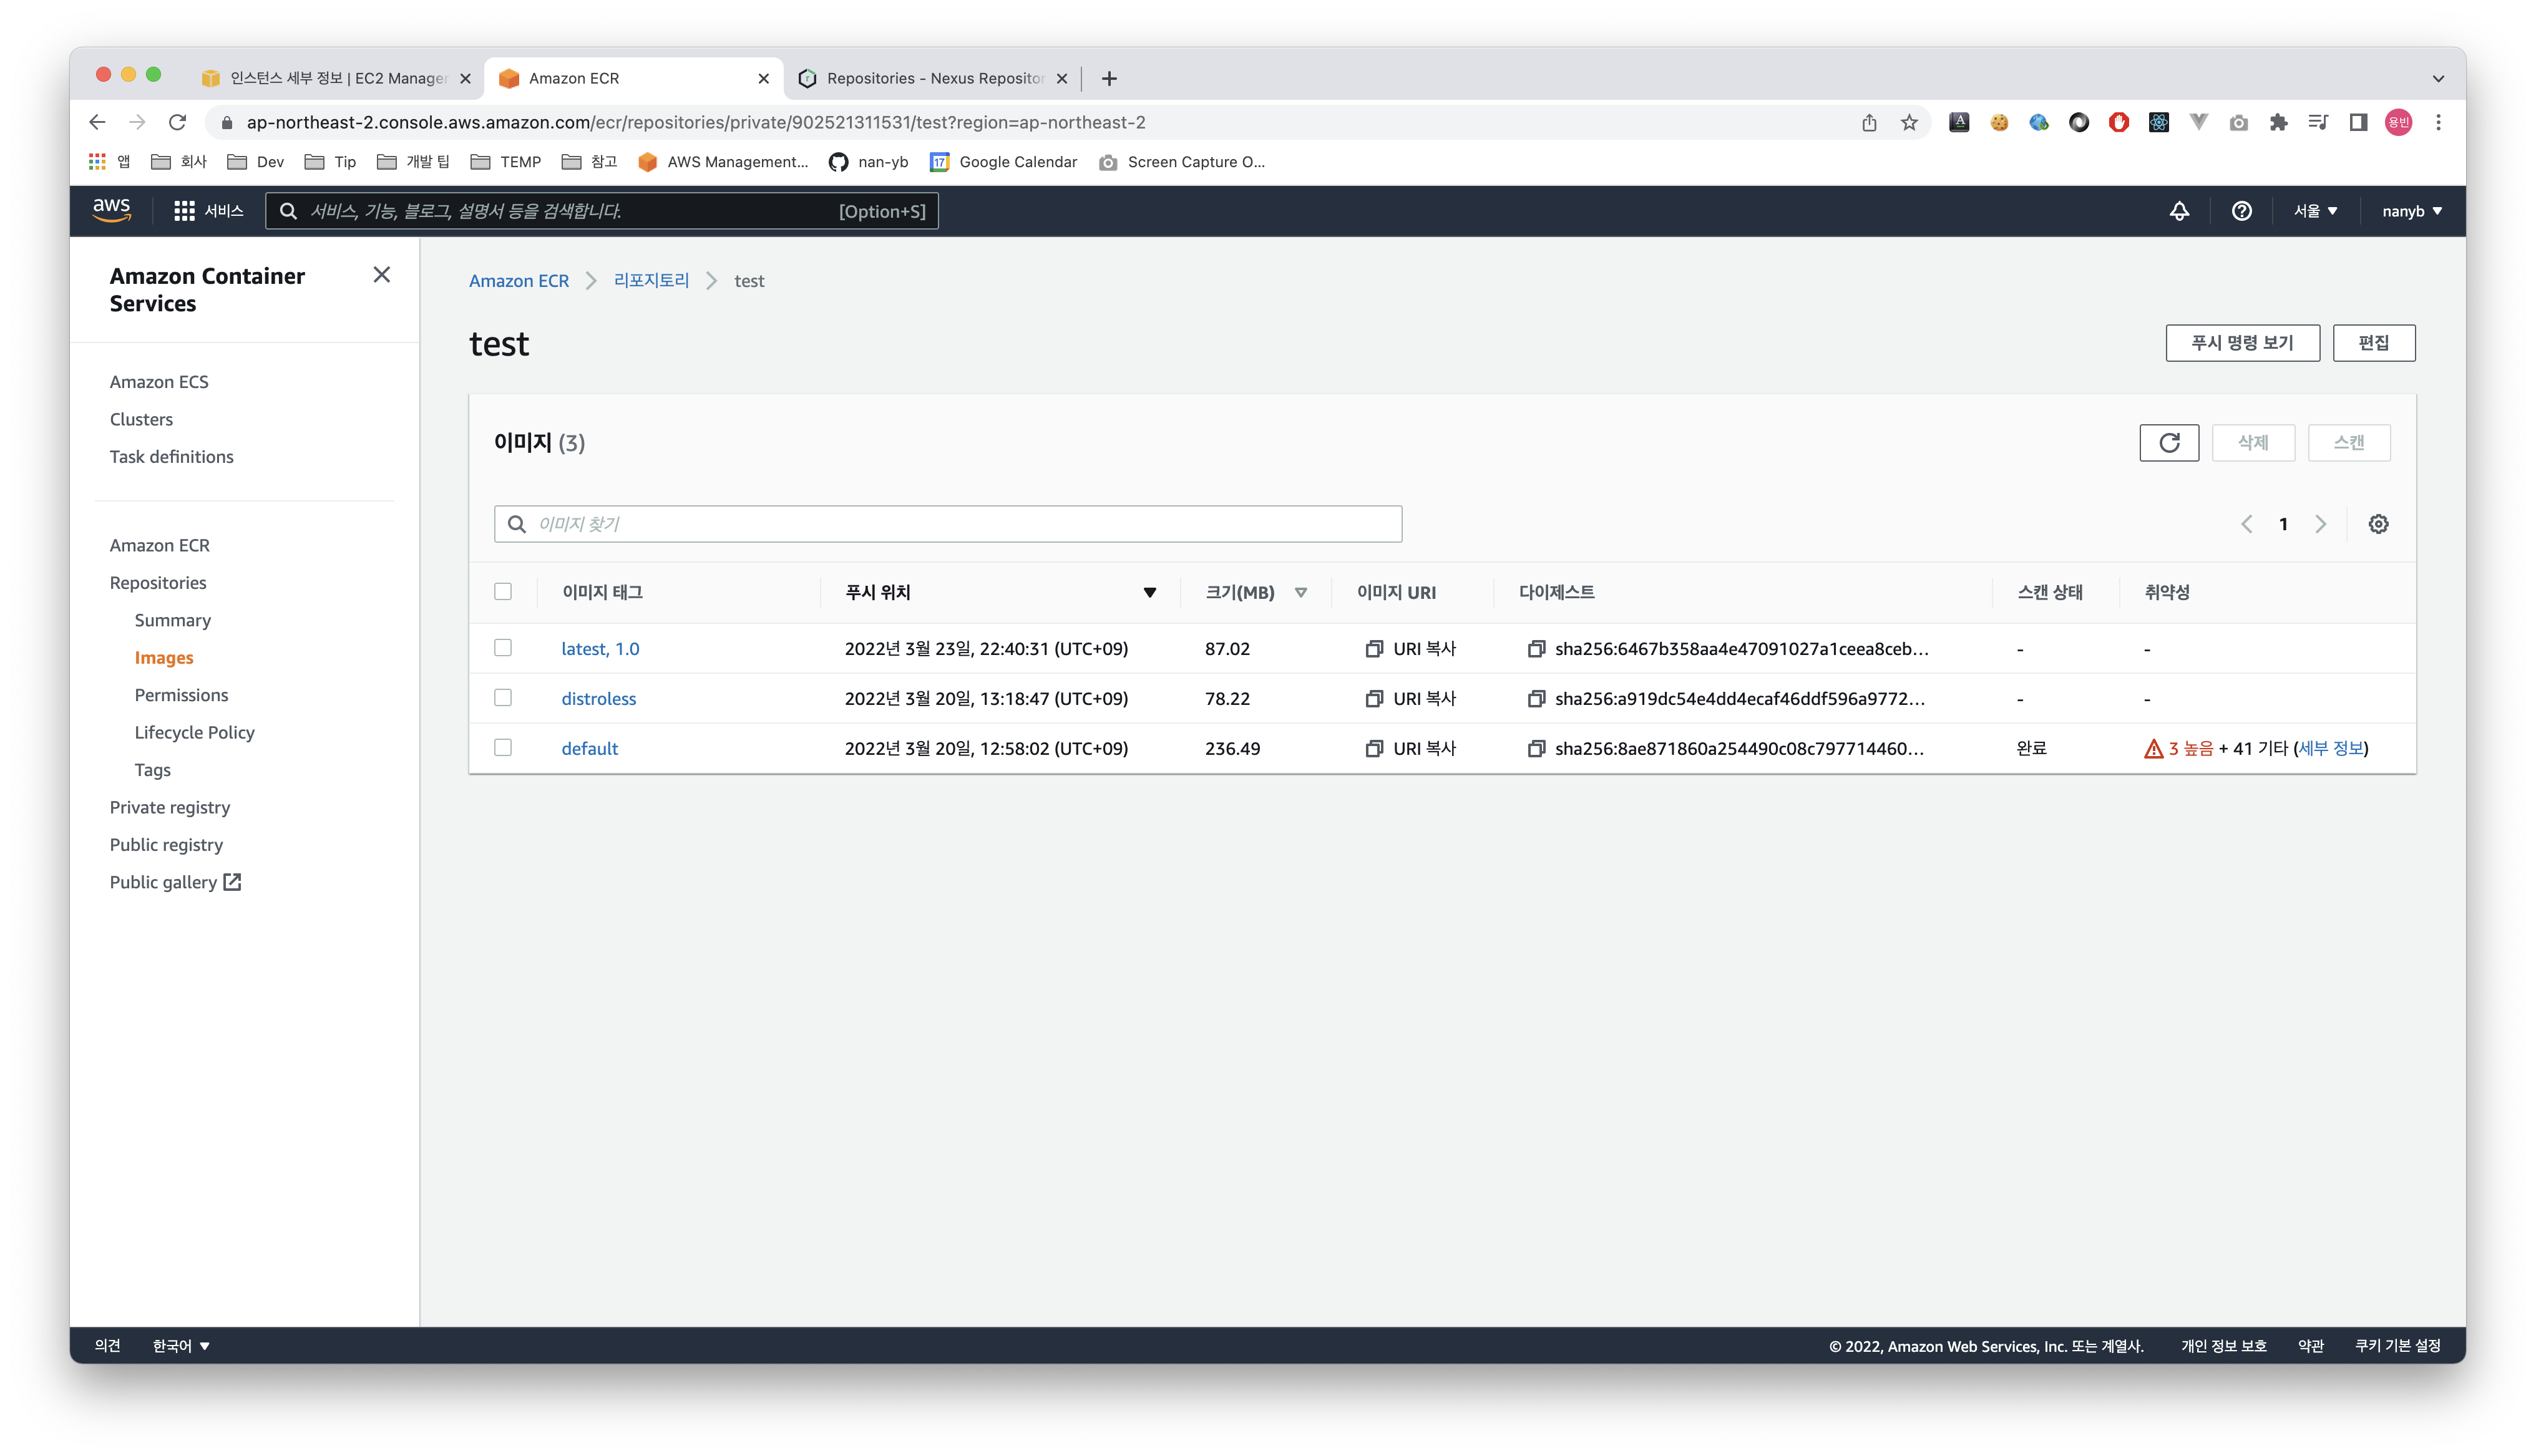 인스턴스 세부 정보 | EC2 Manager
Amazon ECR
Repositories - Nexus Repositor
ap-northeast-2.console.aws.amazon.com/ecr/repositories/private/902521311531/test?region=ap-northeast-2
용빈
앱
회사
Dev
Tip
개발 팁
TEMP
참고
AWS Management...
nan-yb
17
Google Calendar
Screen Capture O...
aws
서비스
서비스, 기능, 블로그, 설명서 등을 검색합니다.
[Option+S]
서울 ▼
nanyb ▼
Amazon Container
Services
Amazon ECS
Clusters
Task definitions
Amazon ECR
Repositories
Summary
Images
Permissions
Lifecycle Policy
Tags
Private registry
Public registry
Public gallery
Amazon ECR > 리포지토리 > test
test
푸시 명령 보기
편집
이미지 (3)
삭제
스캔
이미지 찾기
1
이미지 태그 푸시 위치 크기(MB) 이미지 URI 다이제스트 스캔 상태 취약성
latest, 1.0 2022년 3월 23일, 22:40:31 (UTC+09) 87.02 URI 복사 sha256:6467b358aa4e47091027a1ceea8ceb... - -
distroless 2022년 3월 20일, 13:18:47 (UTC+09) 78.22 URI 복사 sha256:a919dc54e4dd4ecaf46ddf596a9772... - -
default 2022년 3월 20일, 12:58:02 (UTC+09) 236.49 URI 복사 sha256:8ae871860a254490c08c797714460... 완료 3 높음 + 41 기타 (세부 정보)
의견
한국어 ▼
© 2022, Amazon Web Services, Inc. 또는 계열사.
개인 정보 보호
약관
쿠키 기본 설정